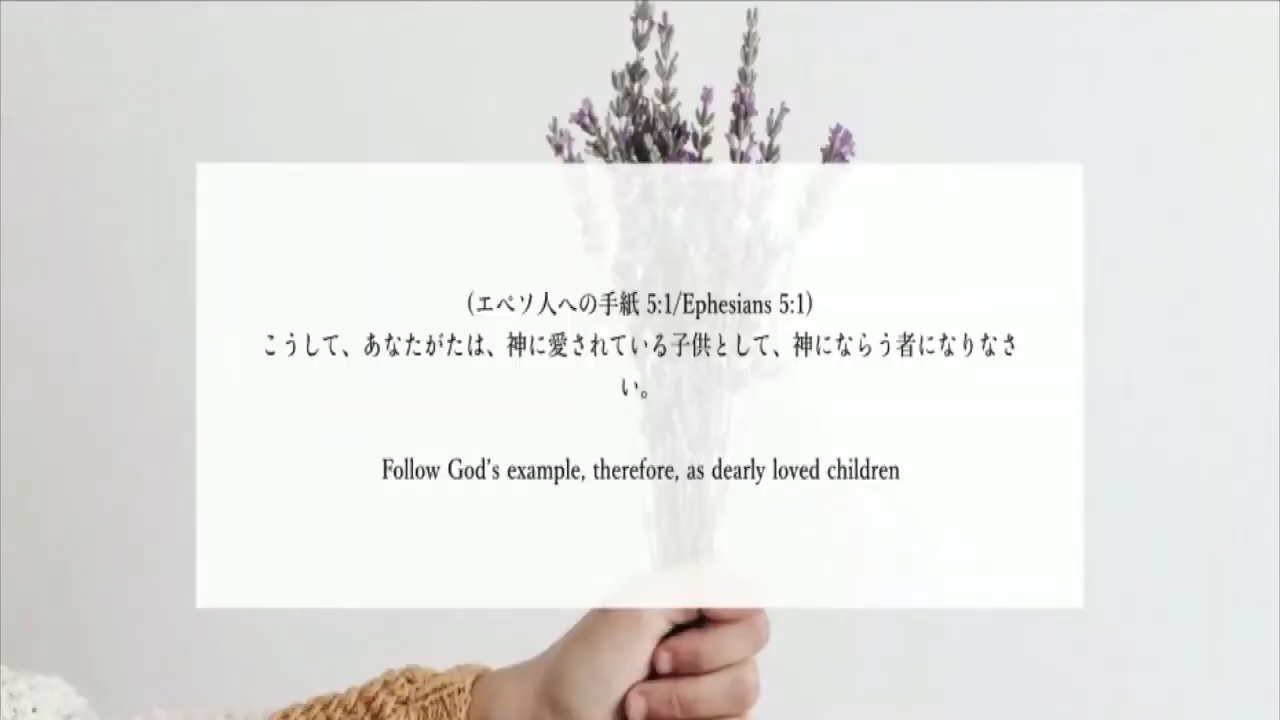 (エペソ人への手紙 5:1/Ephesians 5:1)
こうして、あなたがたは、神に愛されている子供として、神にならう者になりなさ
い。
Follow God's example, therefore, as dearly loved children